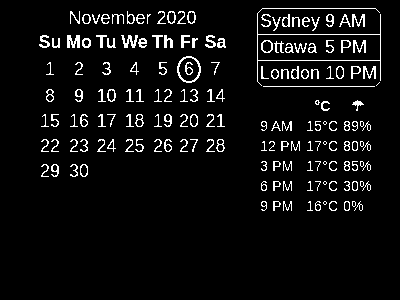 November 2020
Su Mo Tu We Th Fr Sa
1 2 3 4 5 6 7
8 9 10 11 12 13 14
15 16 17 18 19 20 21
22 23 24 25 26 27 28
29 30
Sydney 9 AM
Ottawa 5 PM
London 10 PM
°C ☂
9 AM 15°C 89%
12 PM 17°C 80%
3 PM 17°C 85%
6 PM 17°C 30%
9 PM 16°C 0%